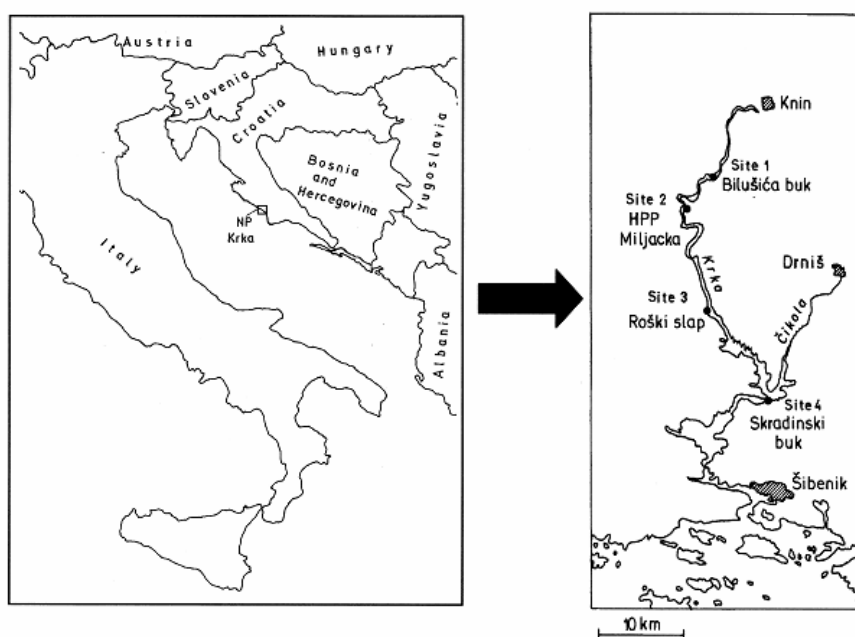 Austria
Hungary
Slovenia
Croatia
Yugoslavia
Bosnia
and
Hercegovina
NP
Krka
Italy
Albania
Knin
Site 1
Bilušića buk
Site 2
HPP
Miljacka
Krka
Drniš
Site 3
Roški slap
Čikola
Site 4
Skradinski
buk
Šibenik
10 km